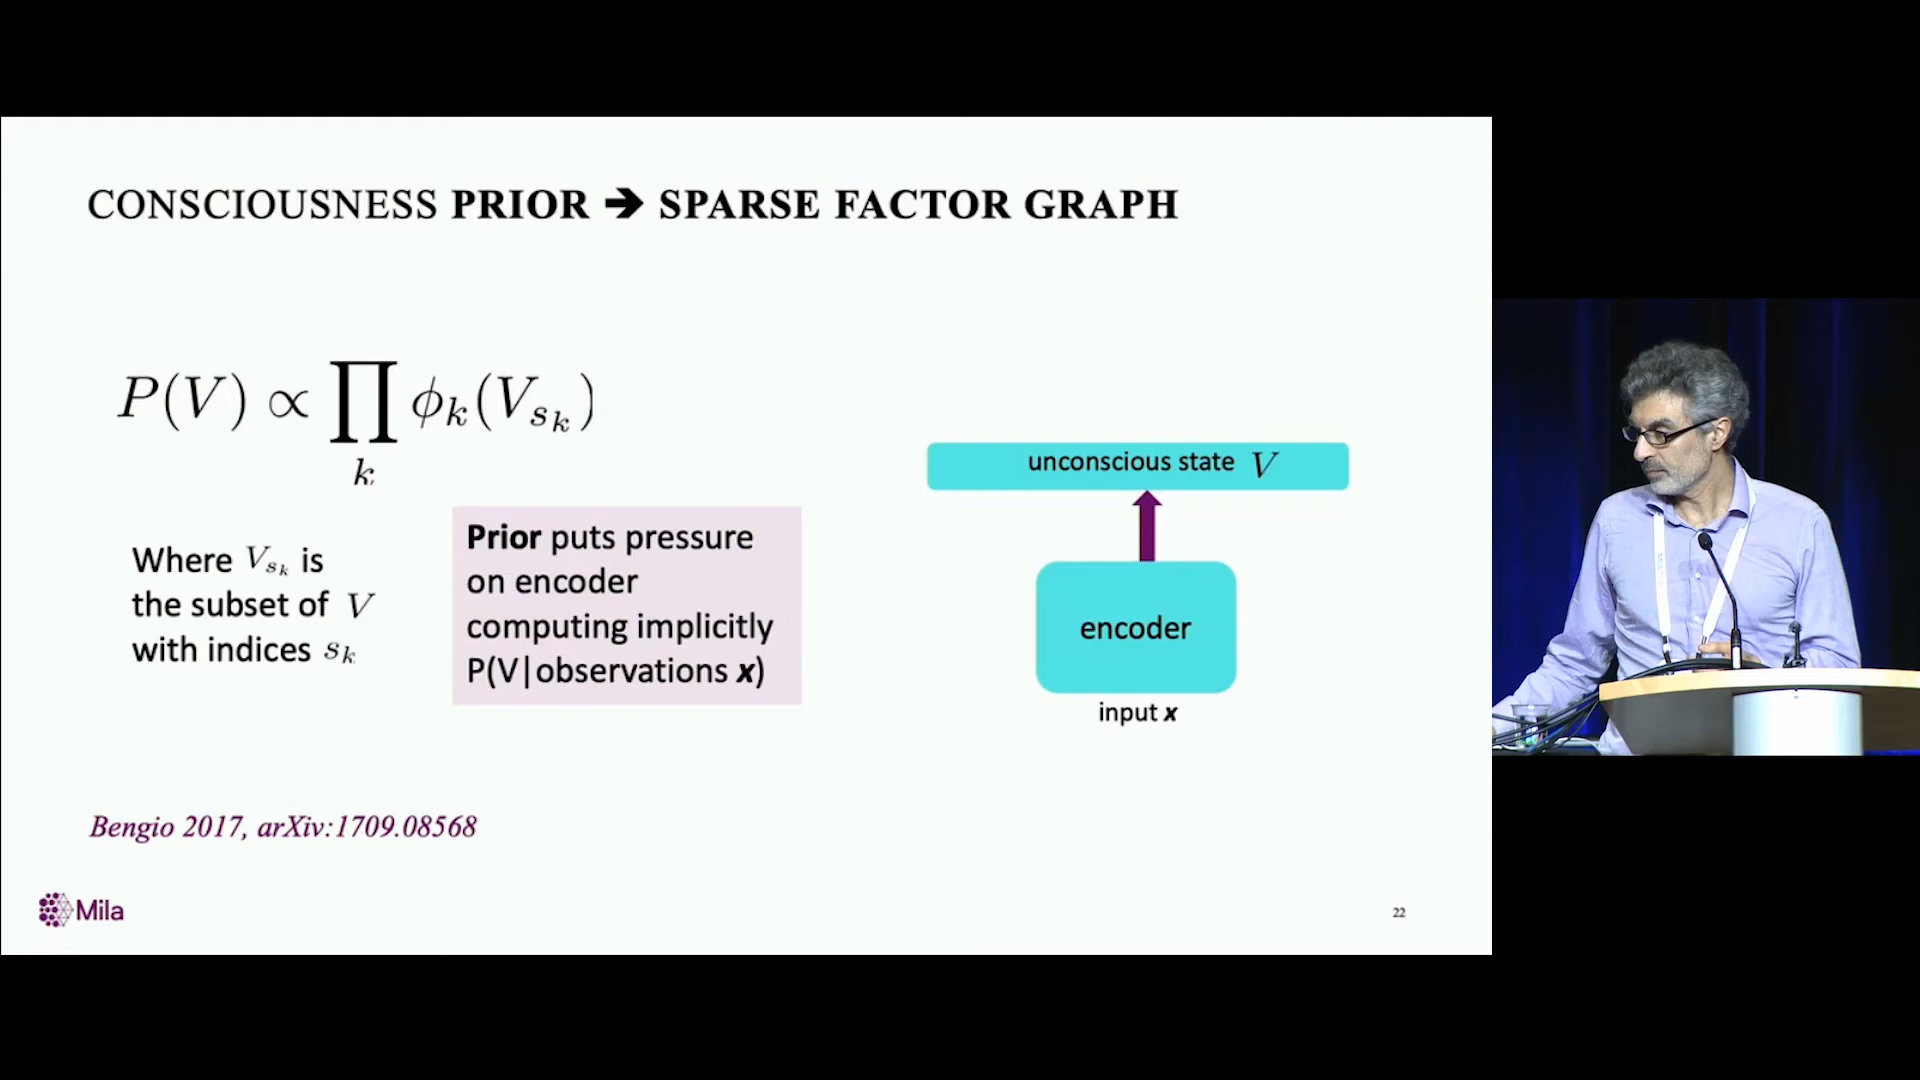 CONSCIOUSNESS PRIOR ➔ SPARSE FACTOR GRAPH
P(V) ∝ ∏ ϕₖ(V_{s_k})
k
Where V_{s_k} is
the subset of V
with indices s_k
Prior puts pressure
on encoder
computing implicitly
P(V|observations x)
unconscious state V
encoder
input x
Bengio 2017, arXiv:1709.08568
Mila
22